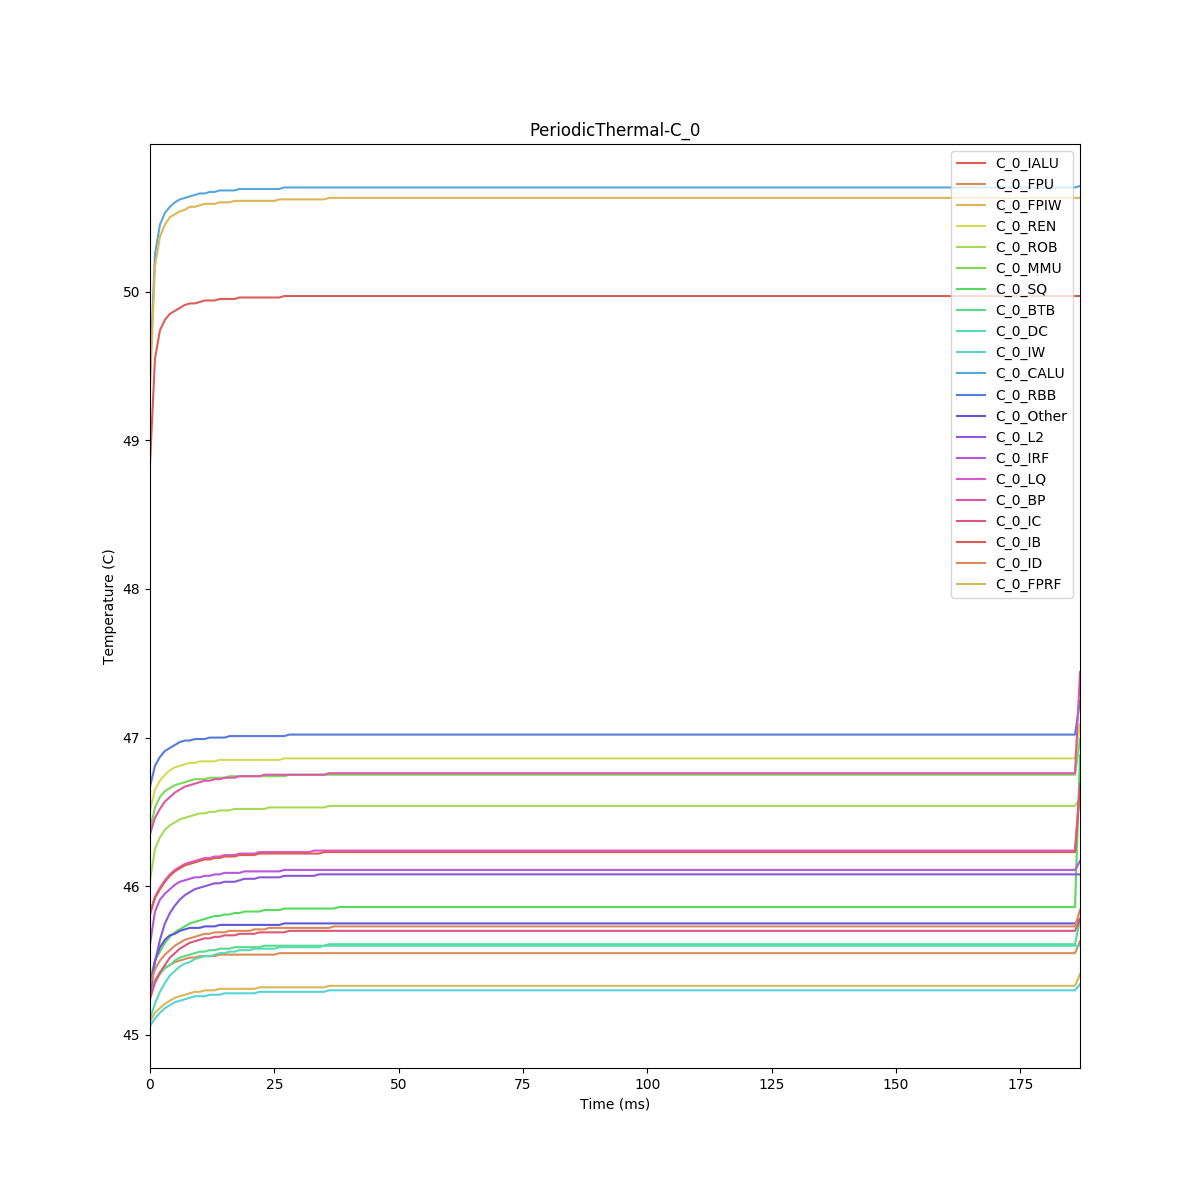 PeriodicThermal-C_0
C_0_IALU
C_0_FPU
C_0_FPIW
C_0_REN
C_0_ROB
C_0_MMU
C_0_SQ
C_0_BTB
C_0_DC
C_0_IW
C_0_CALU
C_0_RBB
C_0_Other
C_0_L2
C_0_IRF
C_0_LQ
C_0_BP
C_0_IC
C_0_IB
C_0_ID
C_0_FPRF
50
49
48
47
46
45
Temperature (C)
0 25 50 75 100 125 150 175
Time (ms)